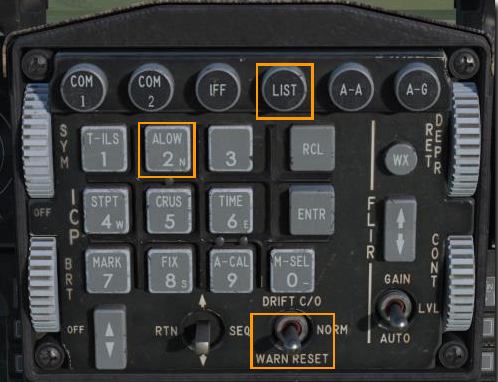 COM 1
COM 2
IFF
LIST
A-A
A-G
SYM
T-ILS 1
ALOW 2 N
3
RCL
WX
RET DEPR
OFF
ICP
STPT 4 W
CRUS 5
TIME 6 E
ENTR
FLIR
BRT
MARK 7
FIX 8 S
A-CAL 9
M-SEL 0 -
CONT
GAIN
LVL
AUTO
DRIFT C/O
NORM
WARN RESET
OFF
RTN
SEQ